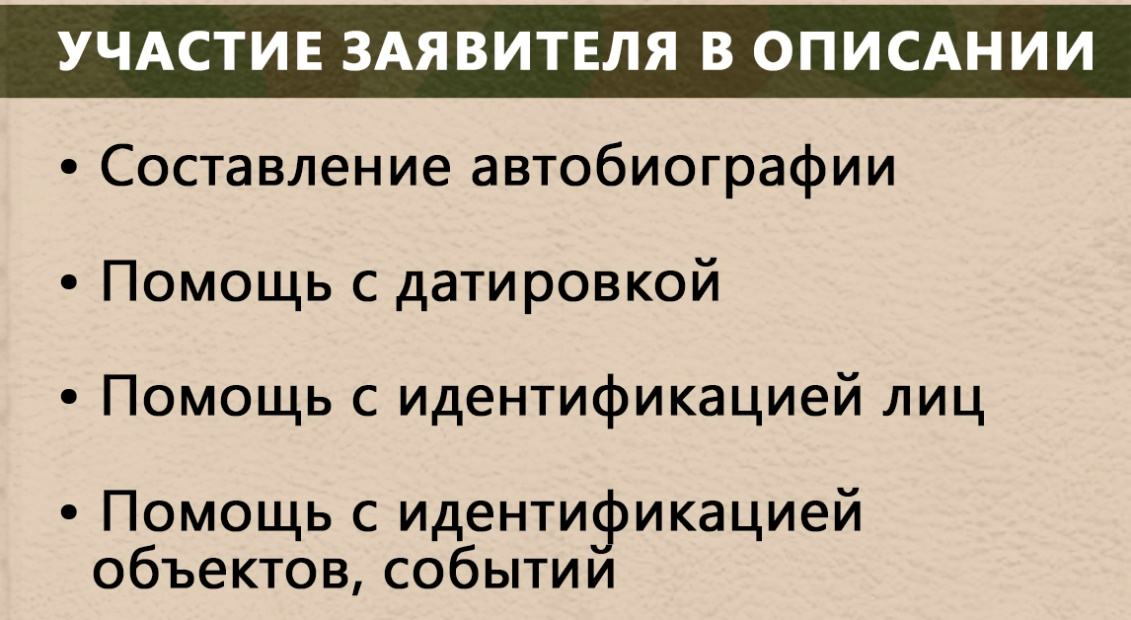 УЧАСТИЕ ЗАЯВИТЕЛЯ В ОПИСАНИИ
• Составление автобиографии
• Помощь с датировкой
• Помощь с идентификацией лиц
• Помощь с идентификацией
объектов, событий